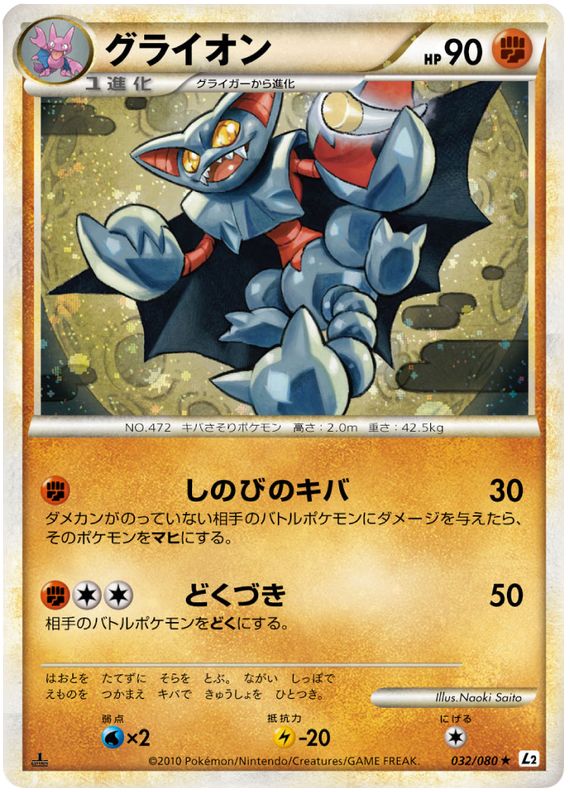 グライオン
HP 90
1進化
グライガーから進化
NO.472 キバさそりポケモン 高さ：2.0m 重さ：42.5kg
しのびのキバ 30
ダメカンがのっていない相手のバトルポケモンにダメージを与えたら、
そのポケモンをマヒにする。
どくづき 50
相手のバトルポケモンをどくにする。
はおとを たてずに そらを とぶ。ながい しっぽで
えものを つかまえ キバで きゅうしょを ひとつき。
Illus.Naoki Saito
弱点 抵抗力 にげる
×2 -20
1
©2010 Pokémon/Nintendo/Creatures/GAME FREAK.
032/080 ★ L2